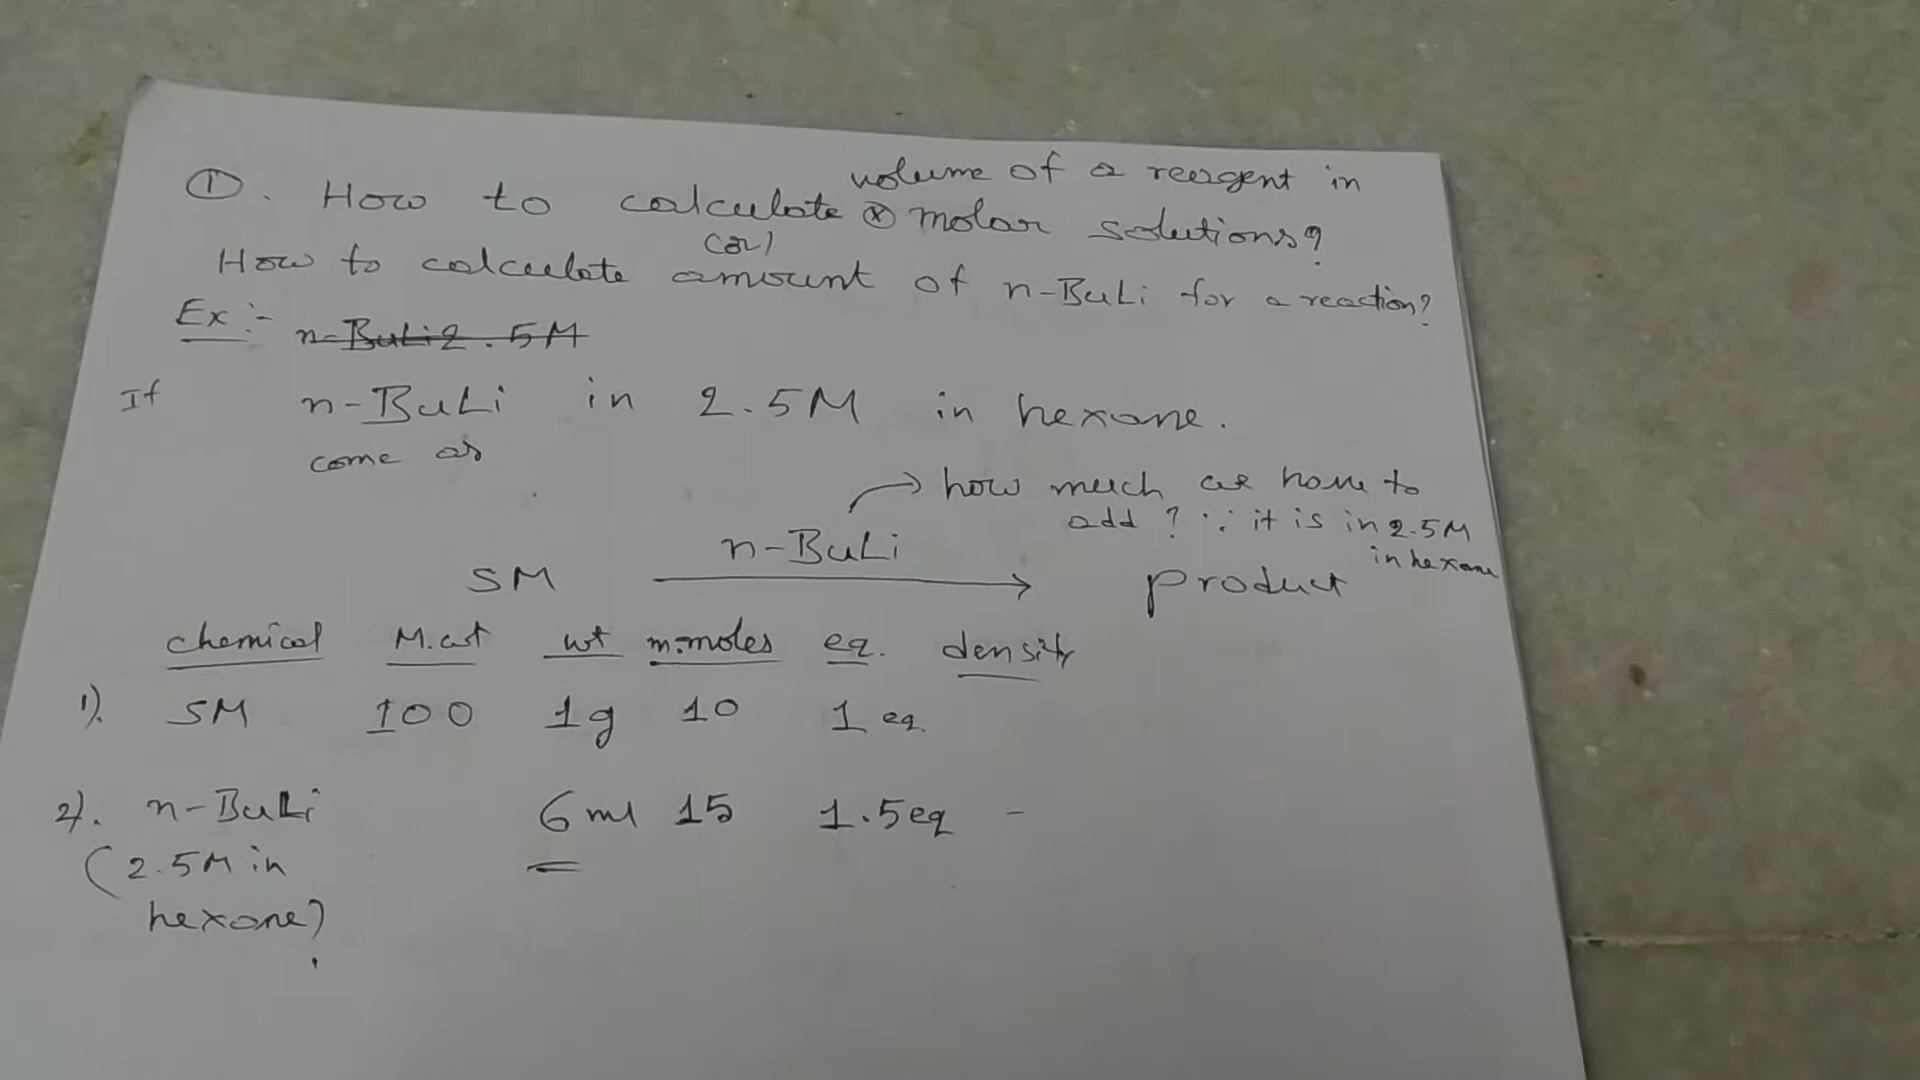 ①. How to calculate volume of a reagent in
ⓧ molar solutions?
(or)
How to calculate amount of n-BuLi for a reaction?
Ex:- n-BuLi 2.5M
If n-BuLi in 2.5M in hexane.
come as
how much we have to
add? ∵ it is in 2.5M
in hexane
SM n-BuLi → product
chemical M.wt wt m.moles eq. density
1). SM 100 1g 10 1 eq.
2). n-BuLi 6 ml 15 1.5eq -
(2.5M in
hexane)